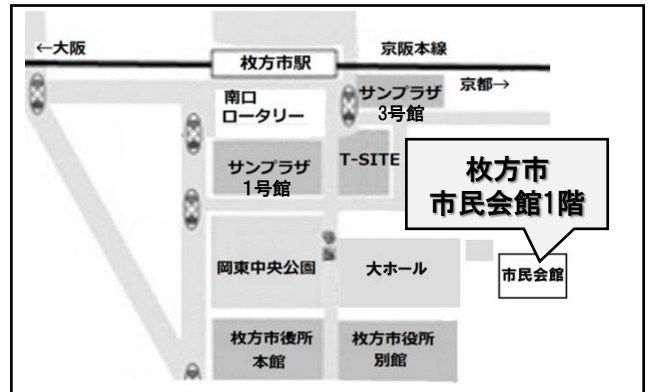 ←大阪
京阪本線
枚方市駅
京都→
南口
ロータリー
サンプラザ
3号館
サンプラザ
1号館
T-SITE
枚方市
市民会館1階
岡東中央公園
大ホール
市民会館
枚方市役所
本館
枚方市役所
別館